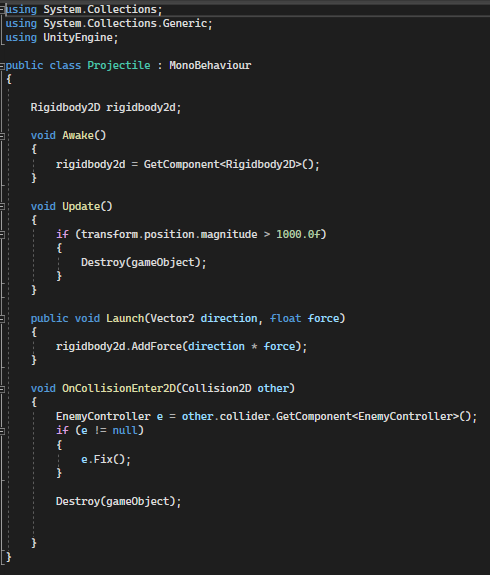 using System.Collections;
using System.Collections.Generic;
using UnityEngine;
public class Projectile : MonoBehaviour
{
Rigidbody2D rigidbody2d;
void Awake()
{
rigidbody2d = GetComponent<Rigidbody2D>();
}
void Update()
{
if (transform.position.magnitude > 1000.0f)
{
Destroy(gameObject);
}
}
public void Launch(Vector2 direction, float force)
{
rigidbody2d.AddForce(direction * force);
}
void OnCollisionEnter2D(Collision2D other)
{
EnemyController e = other.collider.GetComponent<EnemyController>();
if (e != null)
{
e.Fix();
}
Destroy(gameObject);
}
}